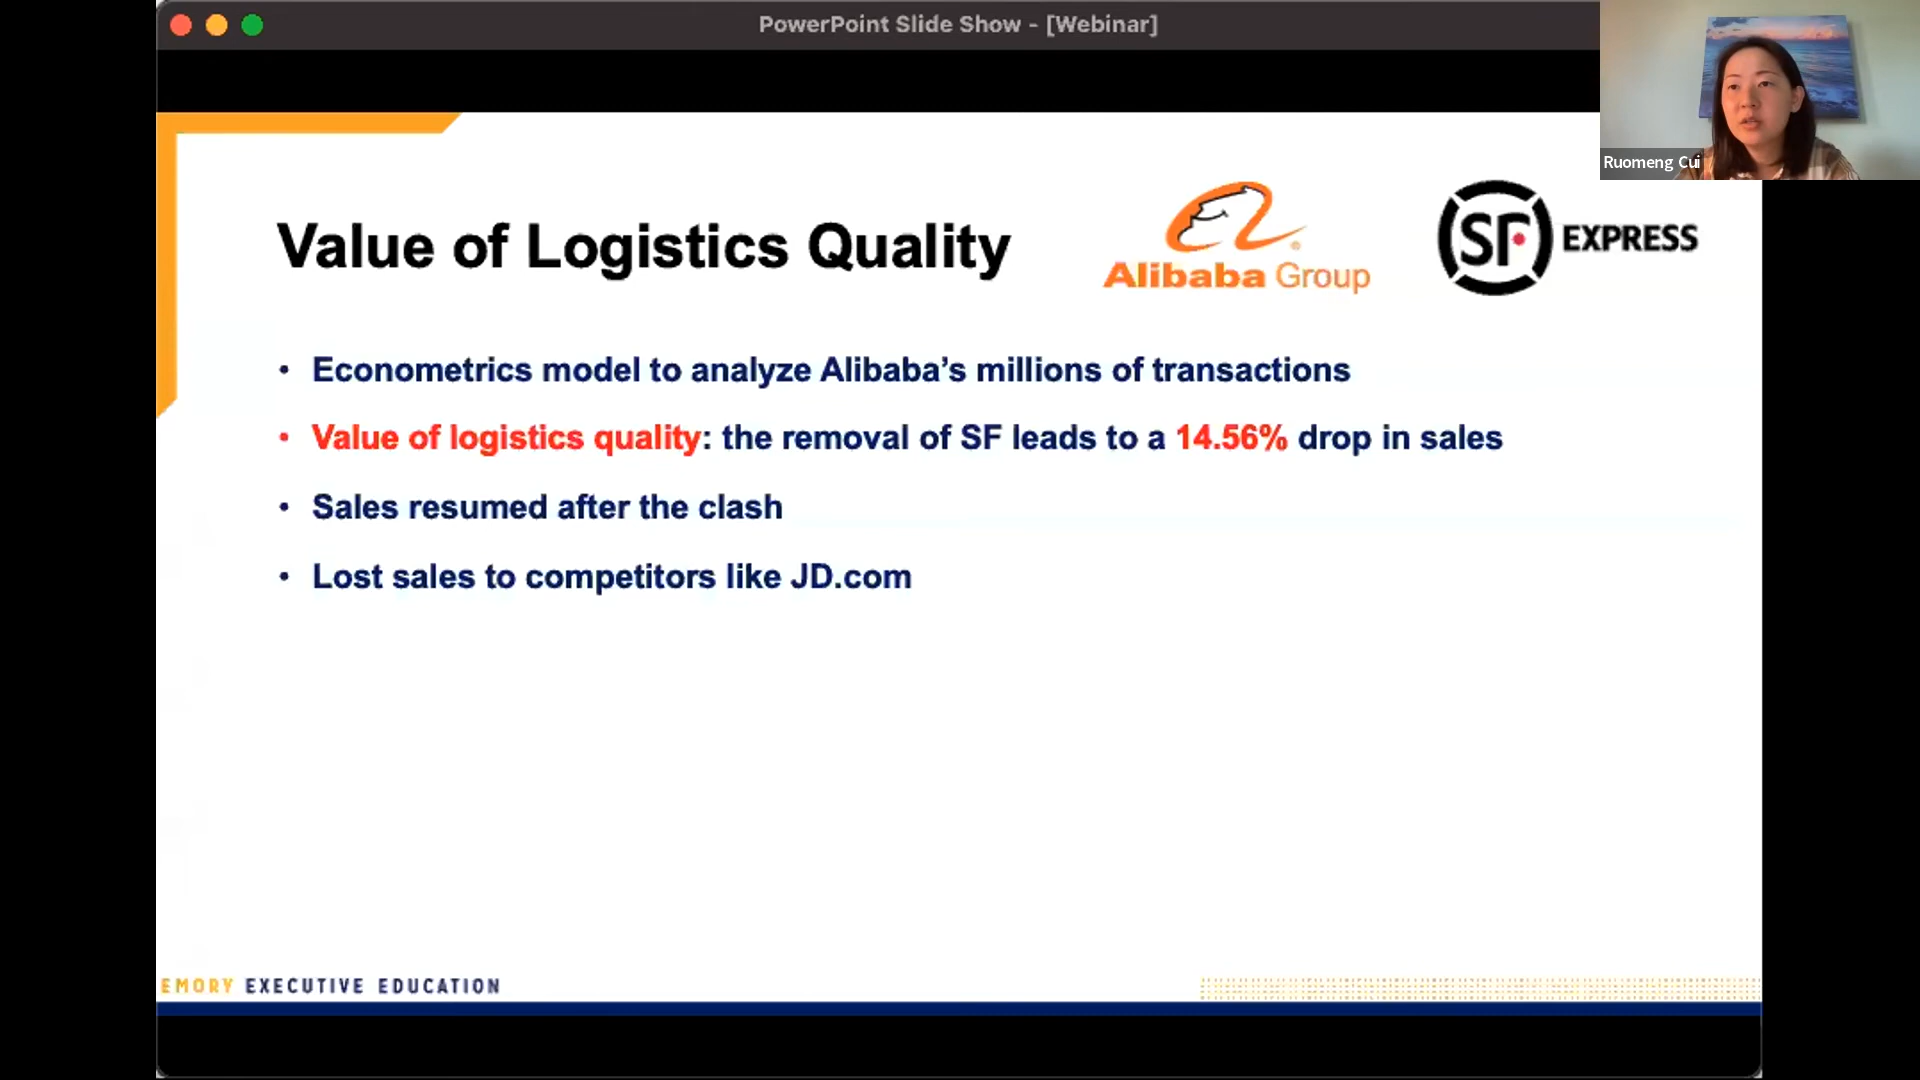 PowerPoint Slide Show - [Webinar]
Ruomeng Cui
Value of Logistics Quality
Alibaba Group
SF EXPRESS
• Econometrics model to analyze Alibaba’s millions of transactions
• Value of logistics quality: the removal of SF leads to a 14.56% drop in sales
• Sales resumed after the clash
• Lost sales to competitors like JD.com
EMORY EXECUTIVE EDUCATION